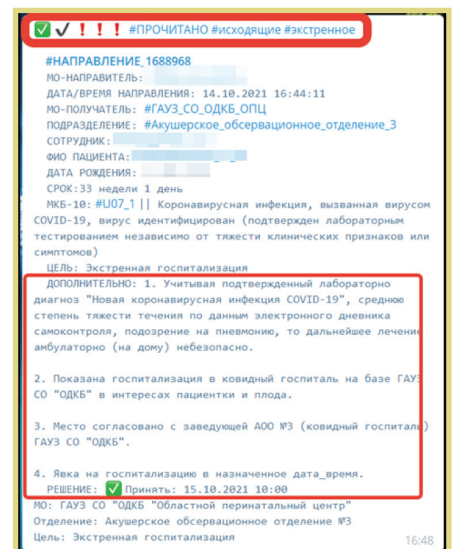 ✅ ✔ ❗ ❗ ❗ #ПРОЧИТАНО #исходящие #экстренное
#НАПРАВЛЕНИЕ_1688968
МО-НАПРАВИТЕЛЬ:
ДАТА/ВРЕМЯ НАПРАВЛЕНИЯ: 14.10.2021 16:44:11
МО-ПОЛУЧАТЕЛЬ: #ГАУЗ_СО_ОДКБ_ОПЦ
ПОДРАЗДЕЛЕНИЕ: #Акушерское_обсервационное_отделение_3
СОТРУДНИК:
ФИО ПАЦИЕНТА:
ДАТА РОЖДЕНИЯ:
СРОК:33 недели 1 день
МКБ-10: #U07_1 || Коронавирусная инфекция, вызванная вирусом
COVID-19, вирус идентифицирован (подтвержден лабораторным
тестированием независимо от тяжести клинических признаков или
симптомов)
ЦЕЛЬ: Экстренная госпитализация
ДОПОЛНИТЕЛЬНО: 1. Учитывая подтвержденный лабораторно
диагноз "Новая коронавирусная инфекция COVID-19", среднюю
степень тяжести течения по данным электронного дневника
самоконтроля, подозрение на пневмонию, то дальнейшее лечение
амбулаторно (на дому) небезопасно.
2. Показана госпитализация в ковидный госпиталь на базе ГАУЗ
СО "ОДКБ" в интересах пациентки и плода.
3. Место согласовано с заведующей АОО №3 (ковидный госпиталь)
ГАУЗ СО "ОДКБ".
4. Явка на госпитализацию в назначенное дата_время.
РЕШЕНИЕ: ✅ Принять: 15.10.2021 10:00
МО: ГАУЗ СО "ОДКБ "Областной перинатальный центр"
Отделение: Акушерское обсервационное отделение №3
Цель: Экстренная госпитализация
16:48